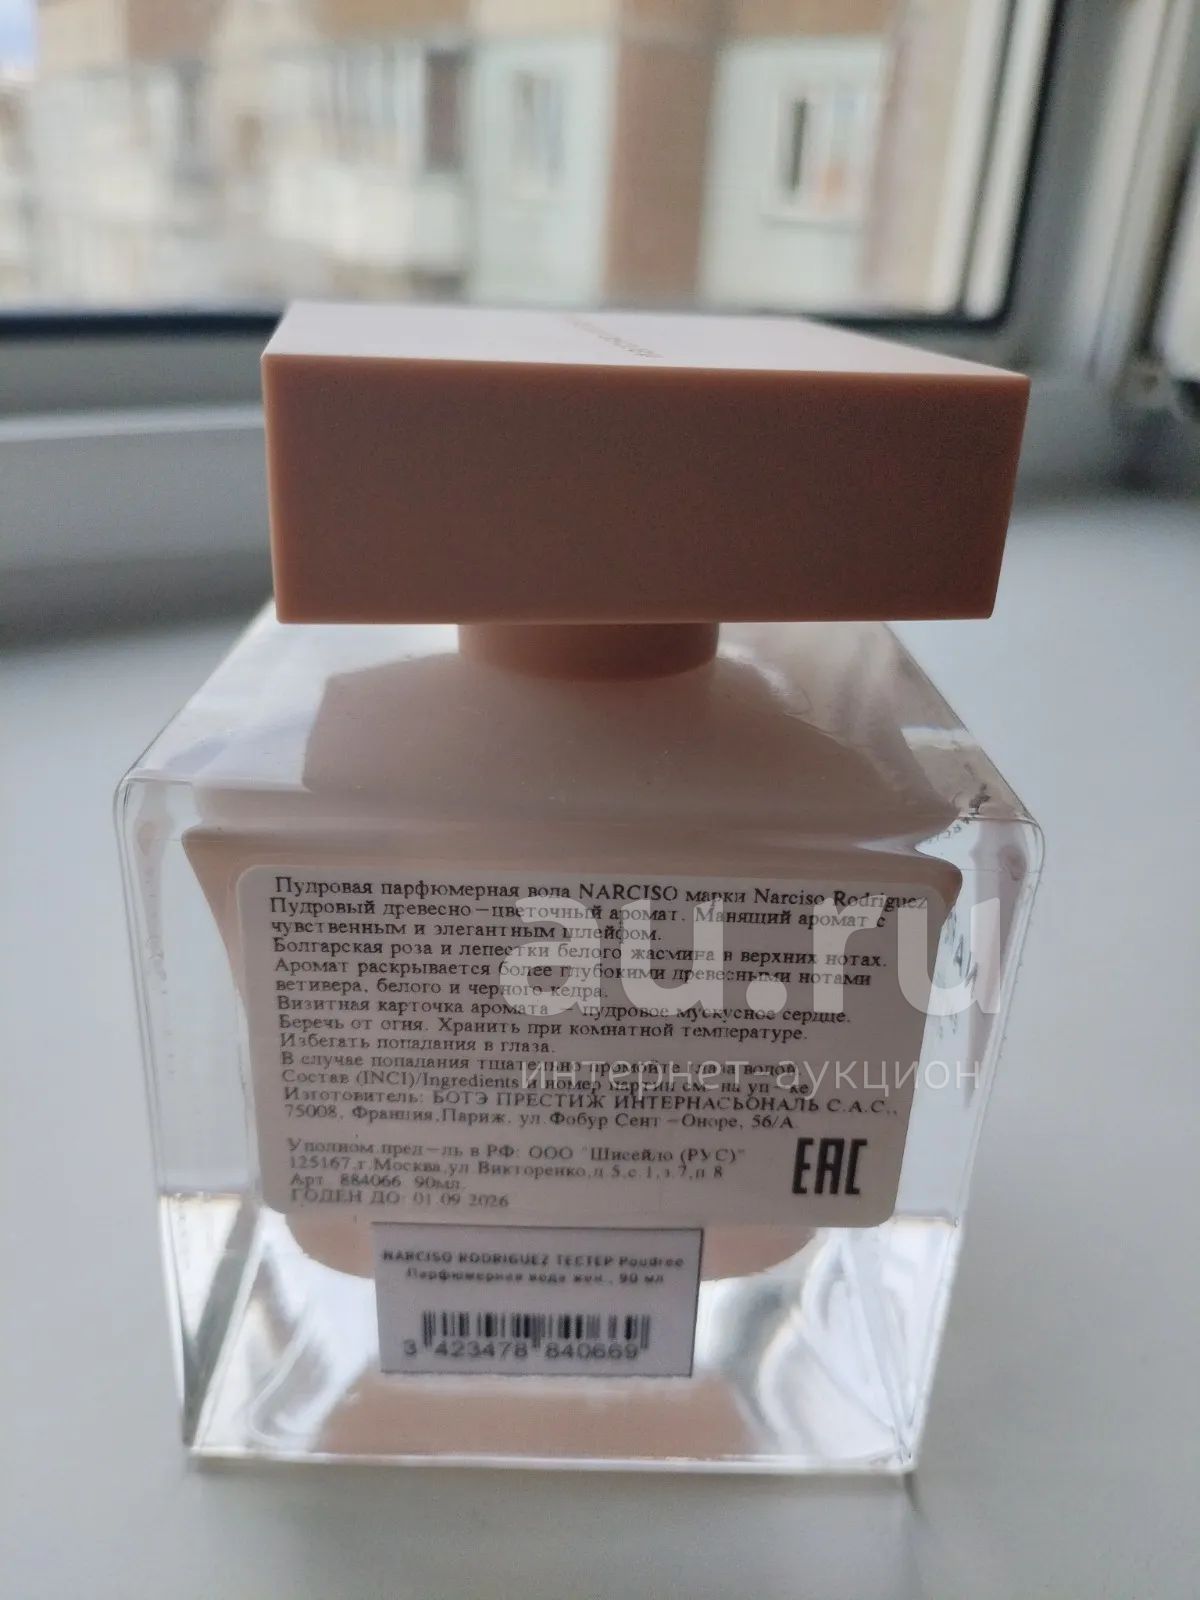 Пудровая парфюмерная вода NARCISO марки Narciso Rodriguez
Пудровый древесно-цветочный аромат. Манящий аромат с
чувственным и элегантным шлейфом.
Болгарская роза и лепестки белого жасмина в верхних нотах.
Аромат раскрывается более глубокими древесными нотами
ветивера, белого и черного кедра.
Визитная карточка аромата - пудровое мускусное сердце.
Беречь от огня. Хранить при комнатной температуре.
Избегать попадания в глаза.
В случае попадания тщательно промойте глаза водой.
Состав (INCI)/Ingredients и номер партии см. на уп-ке
Изготовитель: БОТЭ ПРЕСТИЖ ИНТЕРНАСЬОНАЛЬ С.А.С.,
75008, Франция,Париж, ул.Фобур Сент-Оноре, 56/А
Уполном.пред-ль в РФ: ООО "Шисейдо (РУС)"
125167,г.Москва,ул.Викторенко,д.5,с.1,э.7,п.8
Арт. 884066 90мл.
ГОДЕН ДО: 01 09 2026
EAC
NARCISO RODRIGUEZ ТЕСТЕР Poudree
Парфюмерная вода жен., 90 мл
3 423478 840669
au.ru
интернет-аукцион